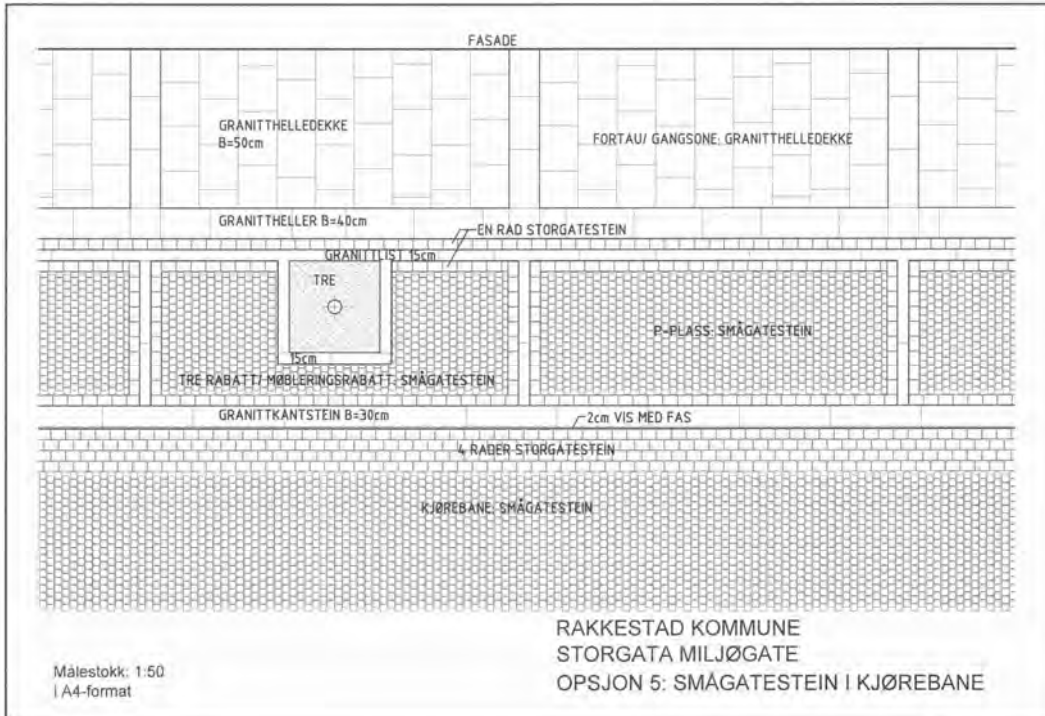 FASADE
GRANITTHELLEDEKKE
B=50cm
FORTAU/ GANGSONE: GRANITTHELLEDEKKE
GRANITTHELLER B=40cm
EN RAD STORGATESTEIN
GRANITTLIST 15cm
TRE
P-PLASS: SMÅGATESTEIN
15cm
TRE RABATT/ MØBLERINGSRABATT: SMÅGATESTEIN
GRANITTKANTSTEIN B=30cm
2cm VIS MED FAS
4 RADER STORGATESTEIN
KJØREBANE: SMÅGATESTEIN
RAKKESTAD KOMMUNE
STORGATA MILJØGATE
OPSJON 5: SMÅGATESTEIN I KJØREBANE
Målestokk: 1:50
i A4-format